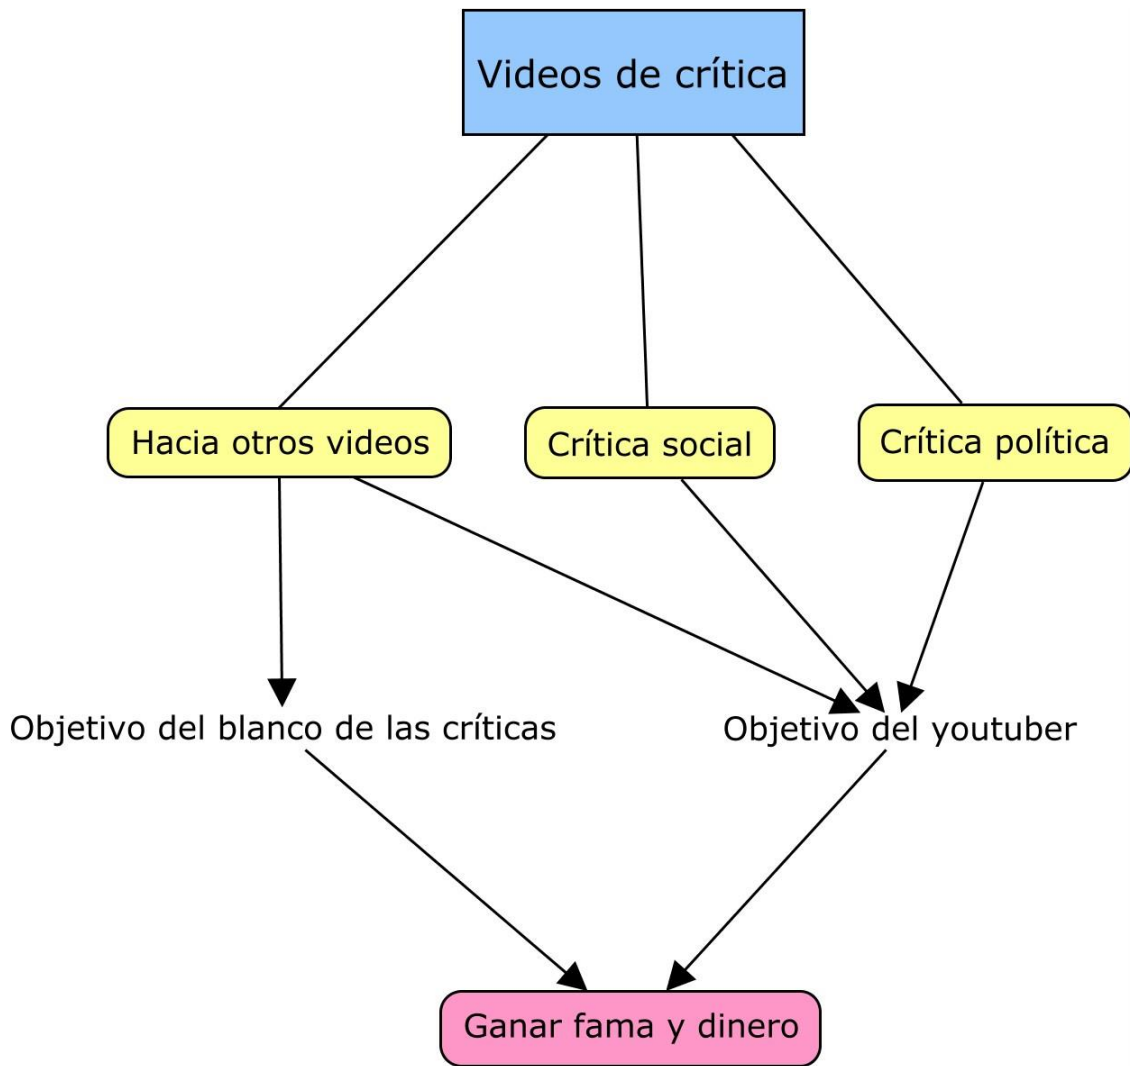 Videos de crítica
Hacia otros videos
Crítica social
Crítica política
Objetivo del blanco de las críticas
Objetivo del youtuber
Ganar fama y dinero